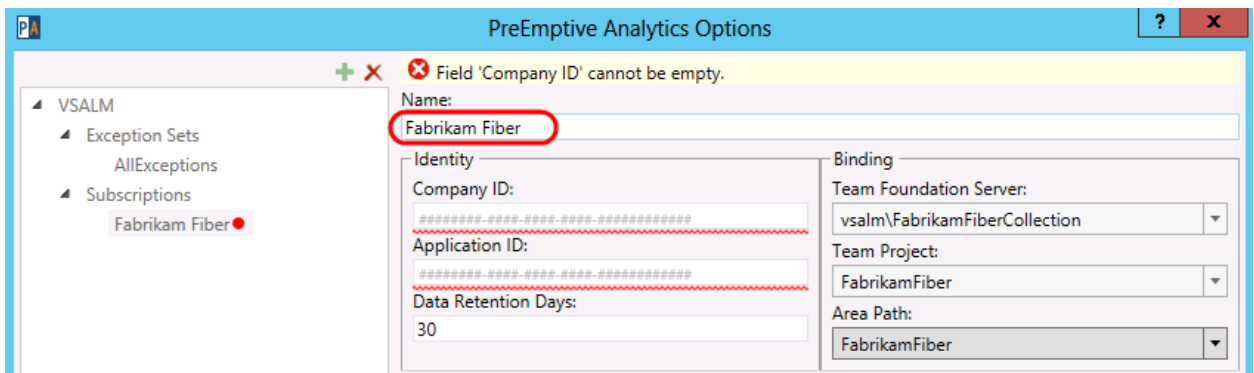 PA
PreEmptive Analytics Options
?
x
Field 'Company ID' cannot be empty.
VSALM
Exception Sets
AllExceptions
Subscriptions
Fabrikam Fiber
Name:
Fabrikam Fiber
Identity
Company ID:
########-####-####-####-############
Application ID:
########-####-####-####-############
Data Retention Days:
30
Binding
Team Foundation Server:
vsalm\FabrikamFiberCollection
Team Project:
FabrikamFiber
Area Path:
FabrikamFiber